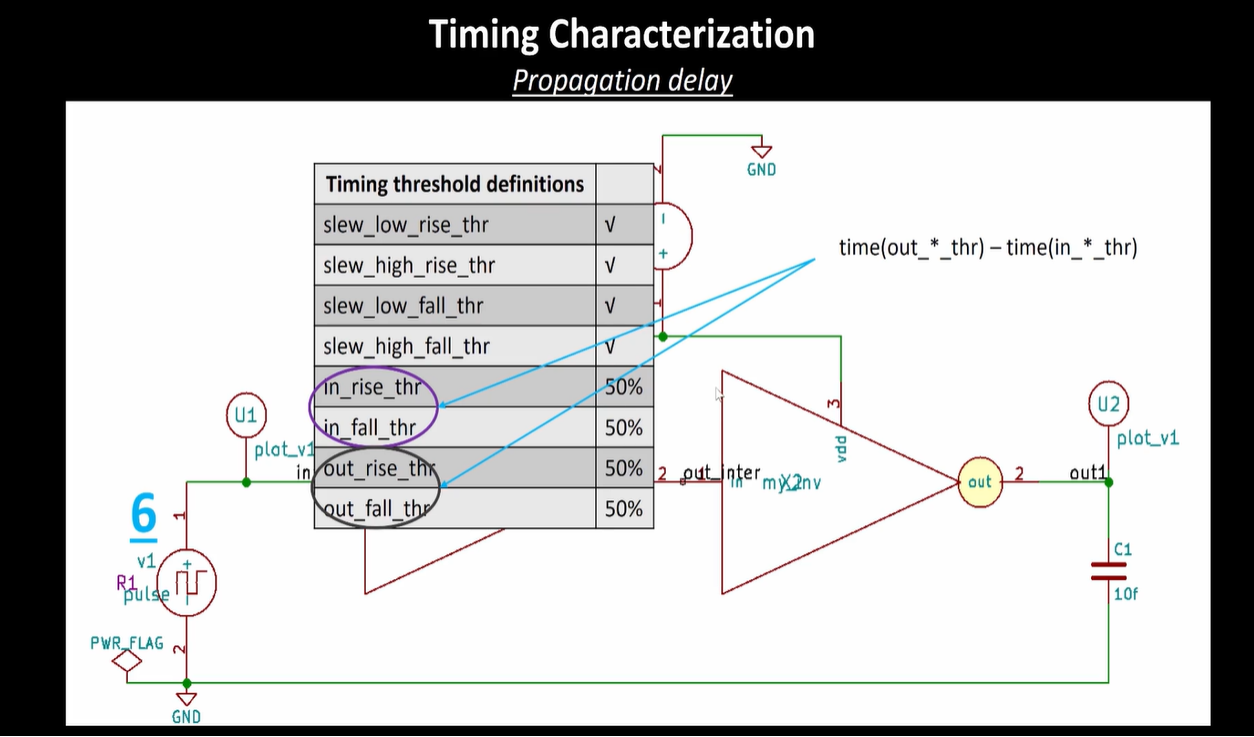 Timing Characterization
Propagation delay
GND
Timing threshold definitions
slew_low_rise_thr √
slew_high_rise_thr √
slew_low_fall_thr √
slew_high_fall_thr √
in_rise_thr 50%
in_fall_thr 50%
out_rise_thr 50%
out_fall_thr 50%
time(out_*_thr) – time(in_*_thr)
1
3
vdd
U1
plot_v1
in
U2
plot_v1
2
out_inter
in
out
2
out1
6
1
v1
R1
pulse
C1
10f
PWR_FLAG
2
GND